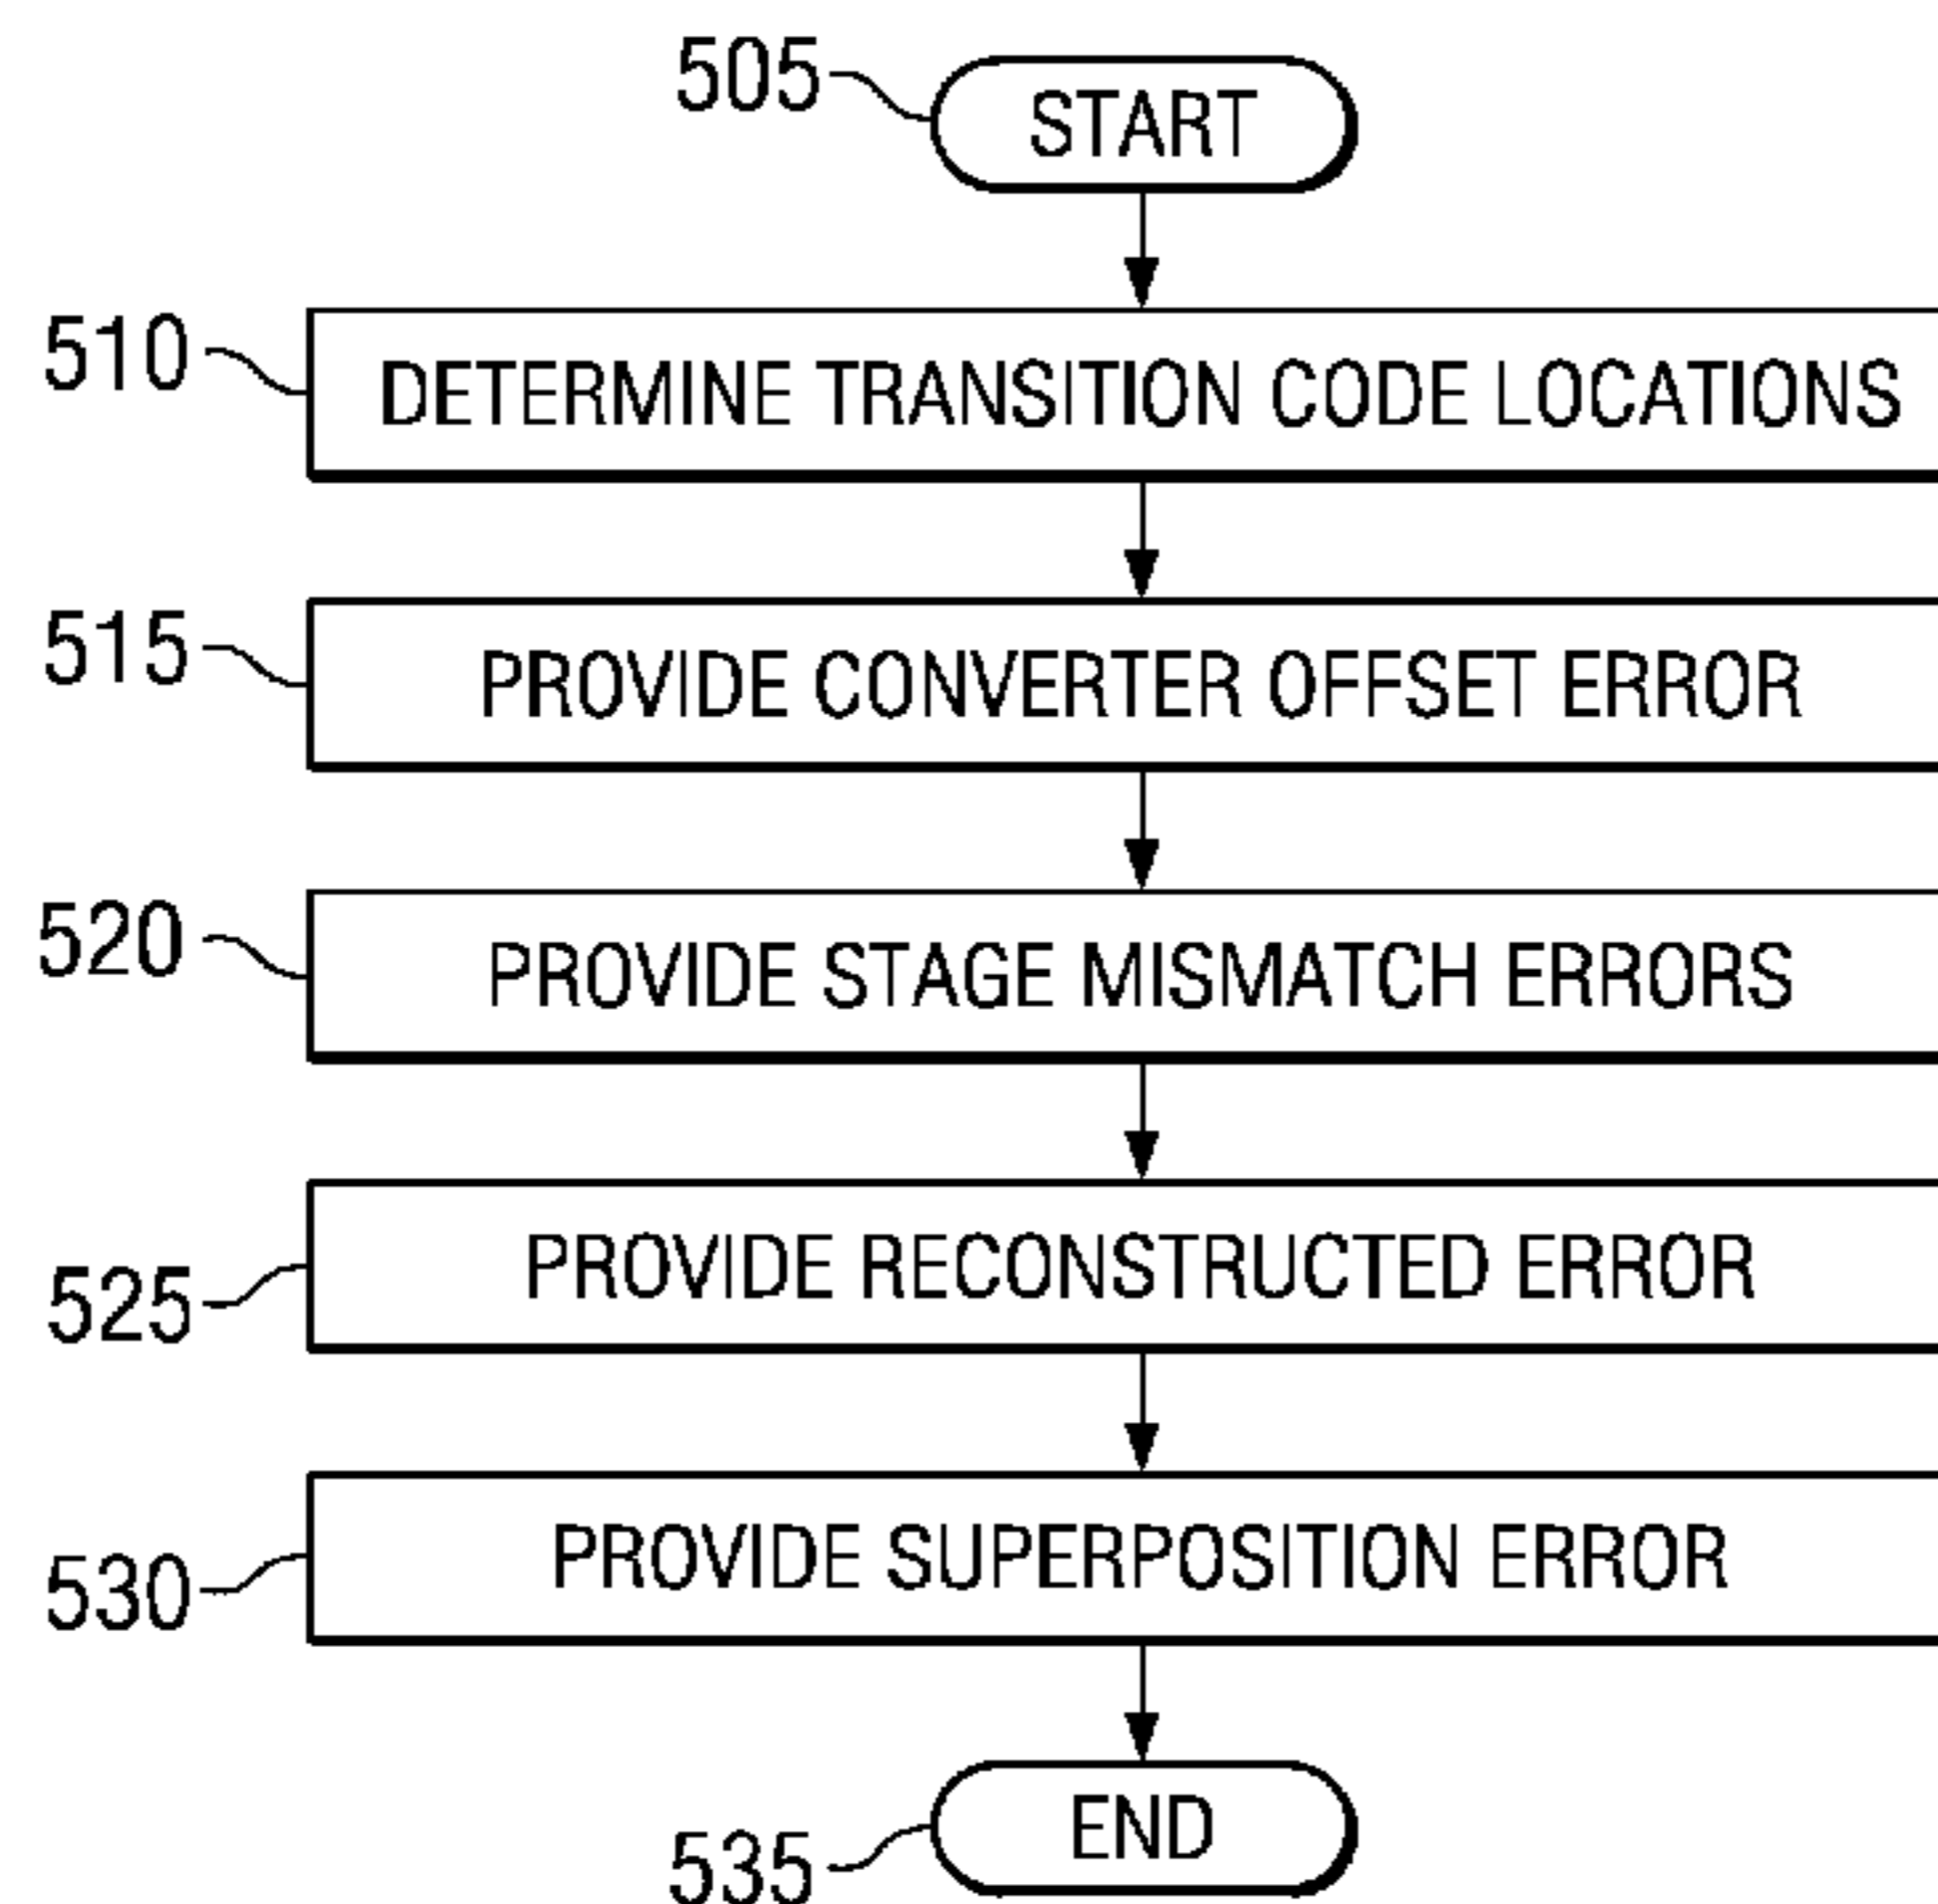 505
START
510
DETERMINE TRANSITION CODE LOCATIONS
515
PROVIDE CONVERTER OFFSET ERROR
520
PROVIDE STAGE MISMATCH ERRORS
525
PROVIDE RECONSTRUCTED ERROR
530
PROVIDE SUPERPOSITION ERROR
END
535